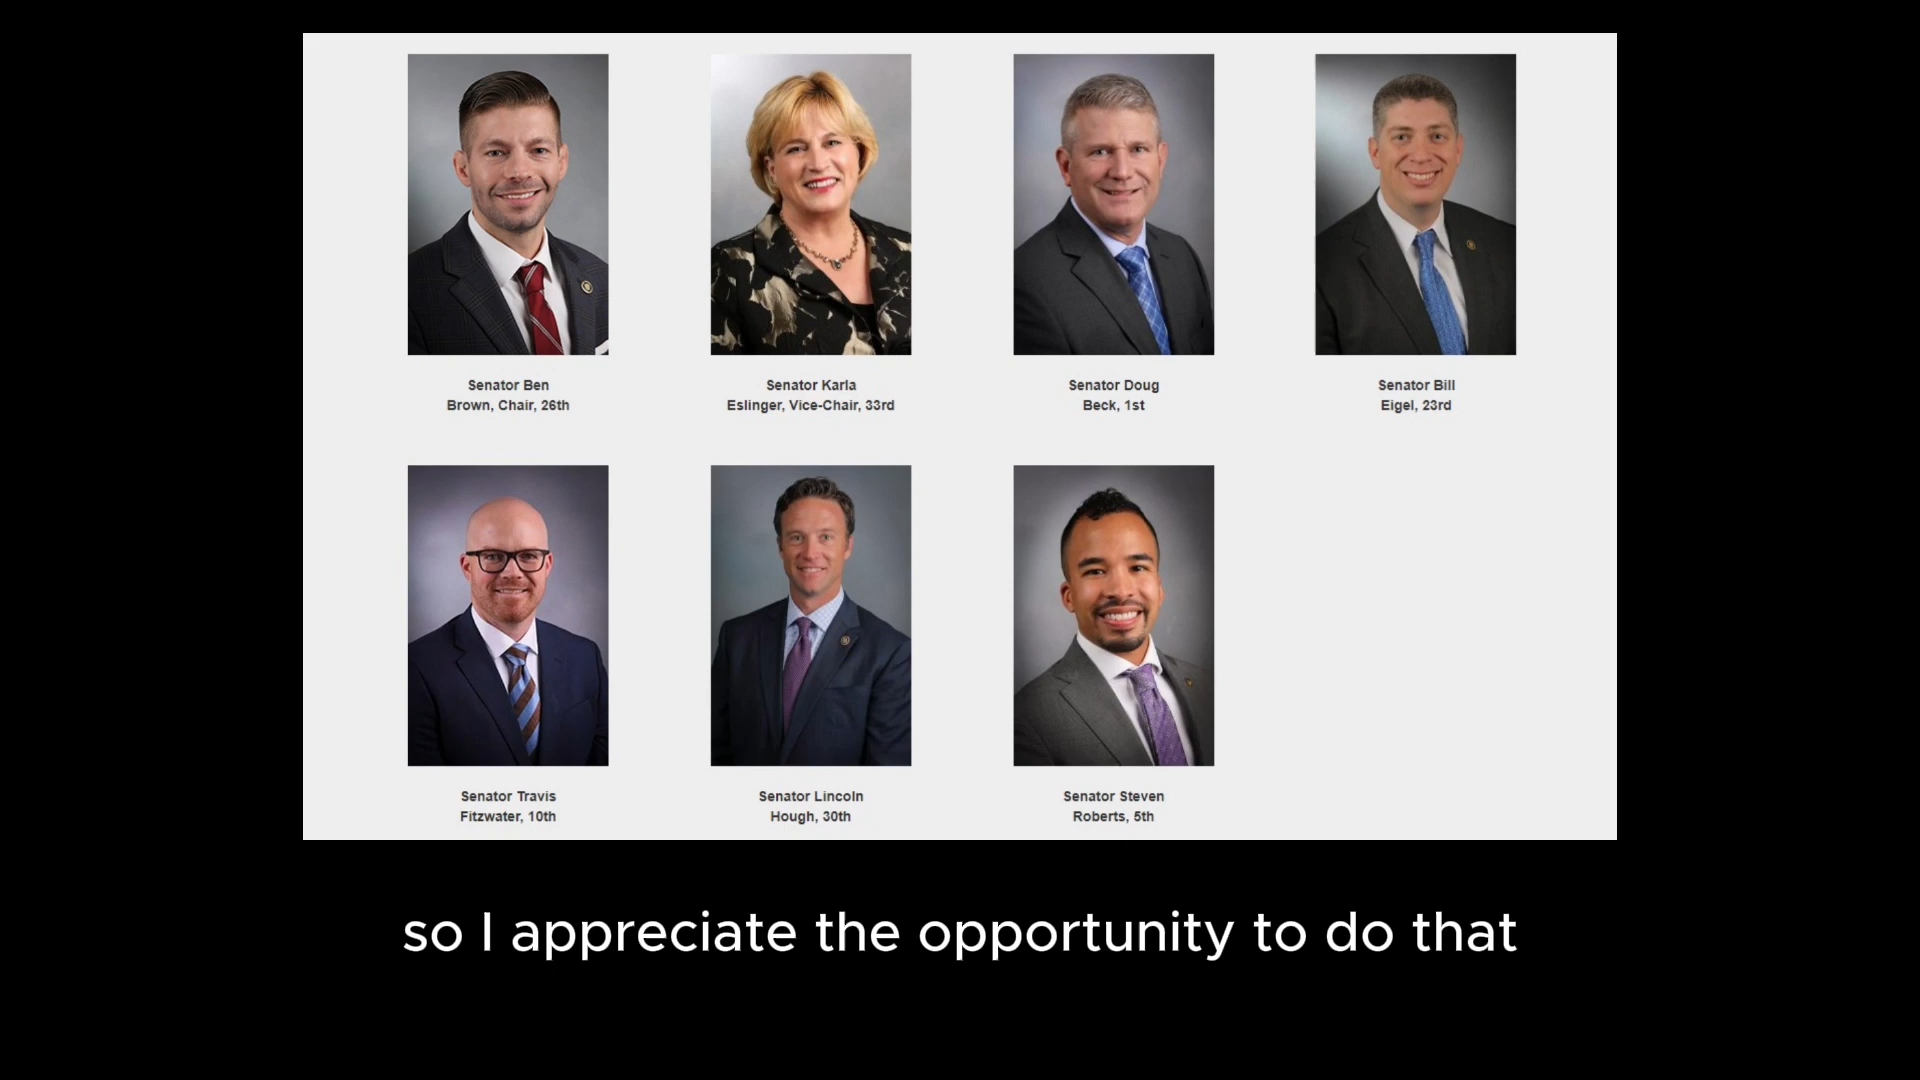 Senator Ben
Brown, Chair, 26th
Senator Karla
Eslinger, Vice-Chair, 33rd
Senator Doug
Beck, 1st
Senator Bill
Eigel, 23rd
Senator Travis
Fitzwater, 10th
Senator Lincoln
Hough, 30th
Senator Steven
Roberts, 5th
so I appreciate the opportunity to do that